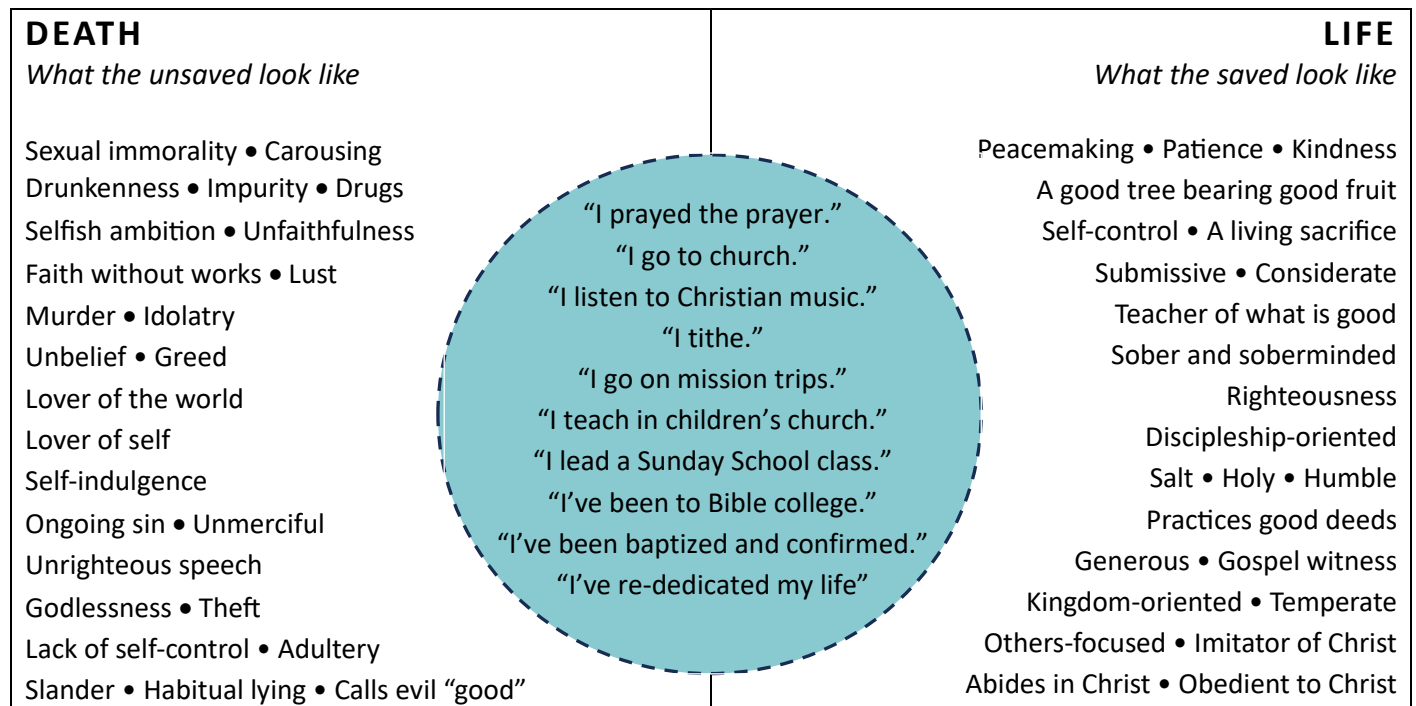 DEATH
What the unsaved look like
Sexual immorality • Carousing
Drunkenness • Impurity • Drugs
Selfish ambition • Unfaithfulness
Faith without works • Lust
Murder • Idolatry
Unbelief • Greed
Lover of the world
Lover of self
Self-indulgence
Ongoing sin • Unmerciful
Unrighteous speech
Godlessness • Theft
Lack of self-control • Adultery
Slander • Habitual lying • Calls evil “good”
“I prayed the prayer.”
“I go to church.”
“I listen to Christian music.”
“I tithe.”
“I go on mission trips.”
“I teach in children’s church.”
“I lead a Sunday School class.”
“I’ve been to Bible college.”
“I’ve been baptized and confirmed.”
“I’ve re-dedicated my life”
LIFE
What the saved look like
Peacemaking • Patience • Kindness
A good tree bearing good fruit
Self-control • A living sacrifice
Submissive • Considerate
Teacher of what is good
Sober and soberminded
Righteousness
Discipleship-oriented
Salt • Holy • Humble
Practices good deeds
Generous • Gospel witness
Kingdom-oriented • Temperate
Others-focused • Imitator of Christ
Abides in Christ • Obedient to Christ